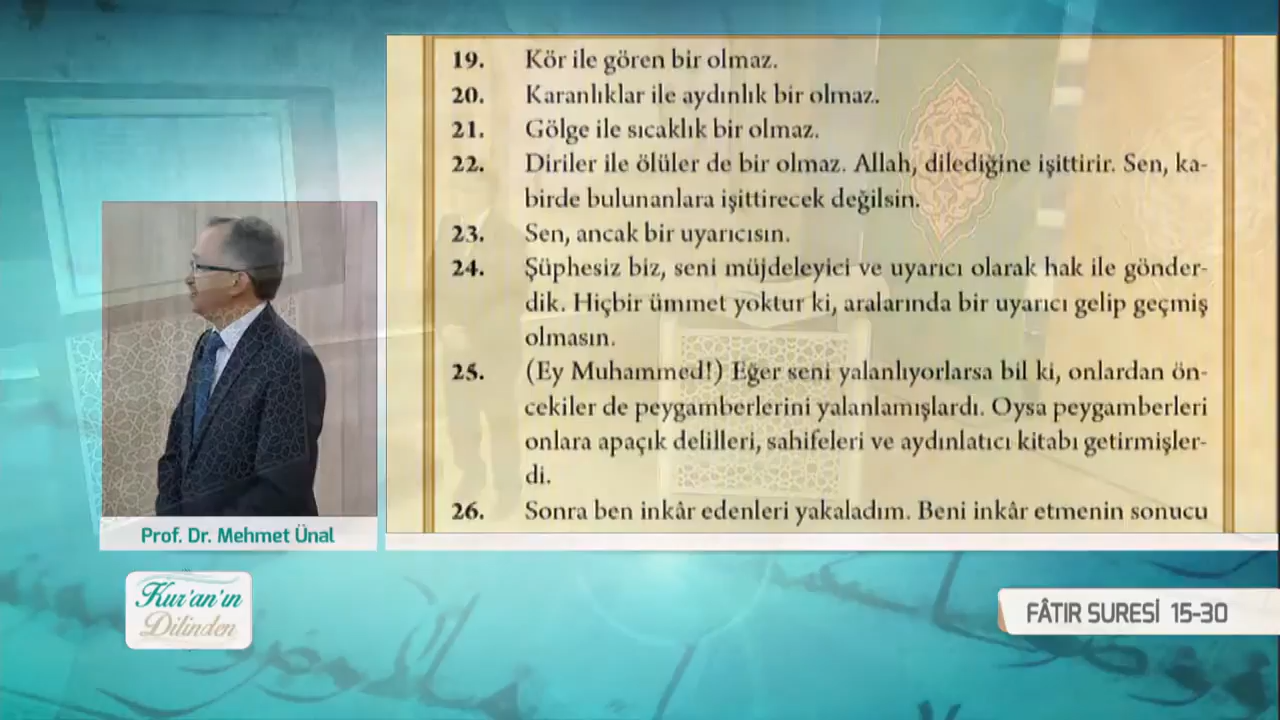 19. Kör ile gören bir olmaz.
20. Karanlıklar ile aydınlık bir olmaz.
21. Gölge ile sıcaklık bir olmaz.
22. Diriler ile ölüler de bir olmaz. Allah, dilediğine işittirir. Sen, ka-
birde bulunanlara işittirecek değilsin.
23. Sen, ancak bir uyarıcısın.
24. Şüphesiz biz, seni müjdeleyici ve uyarıcı olarak hak ile gönder-
dik. Hiçbir ümmet yoktur ki, aralarında bir uyarıcı gelip geçmiş
olmasın.
25. (Ey Muhammed!) Eğer seni yalanlıyorlarsa bil ki, onlardan ön-
cekiler de peygamberlerini yalanlamışlardı. Oysa peygamberleri
onlara apaçık delilleri, sahifeleri ve aydınlatıcı kitabı getirmişler-
di.
26. Sonra ben inkâr edenleri yakaladım. Beni inkâr etmenin sonucu
Prof. Dr. Mehmet Ünal
Kur'an'ın
Dilinden
FÂTIR SURESİ 15-30